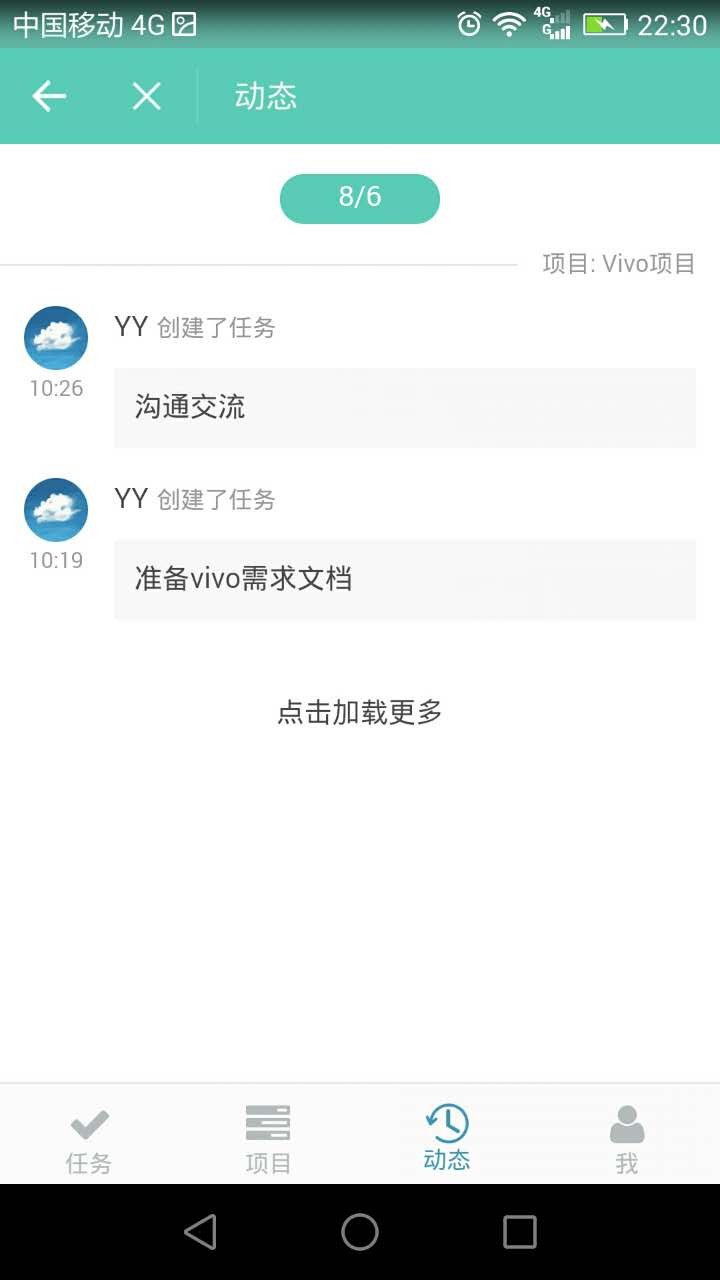 中国移动 4G 4G G 22:30
动态
8/6
项目: Vivo项目
YY 创建了任务
10:26
沟通交流
YY 创建了任务
10:19
准备vivo需求文档
点击加载更多
任务 项目 动态 我